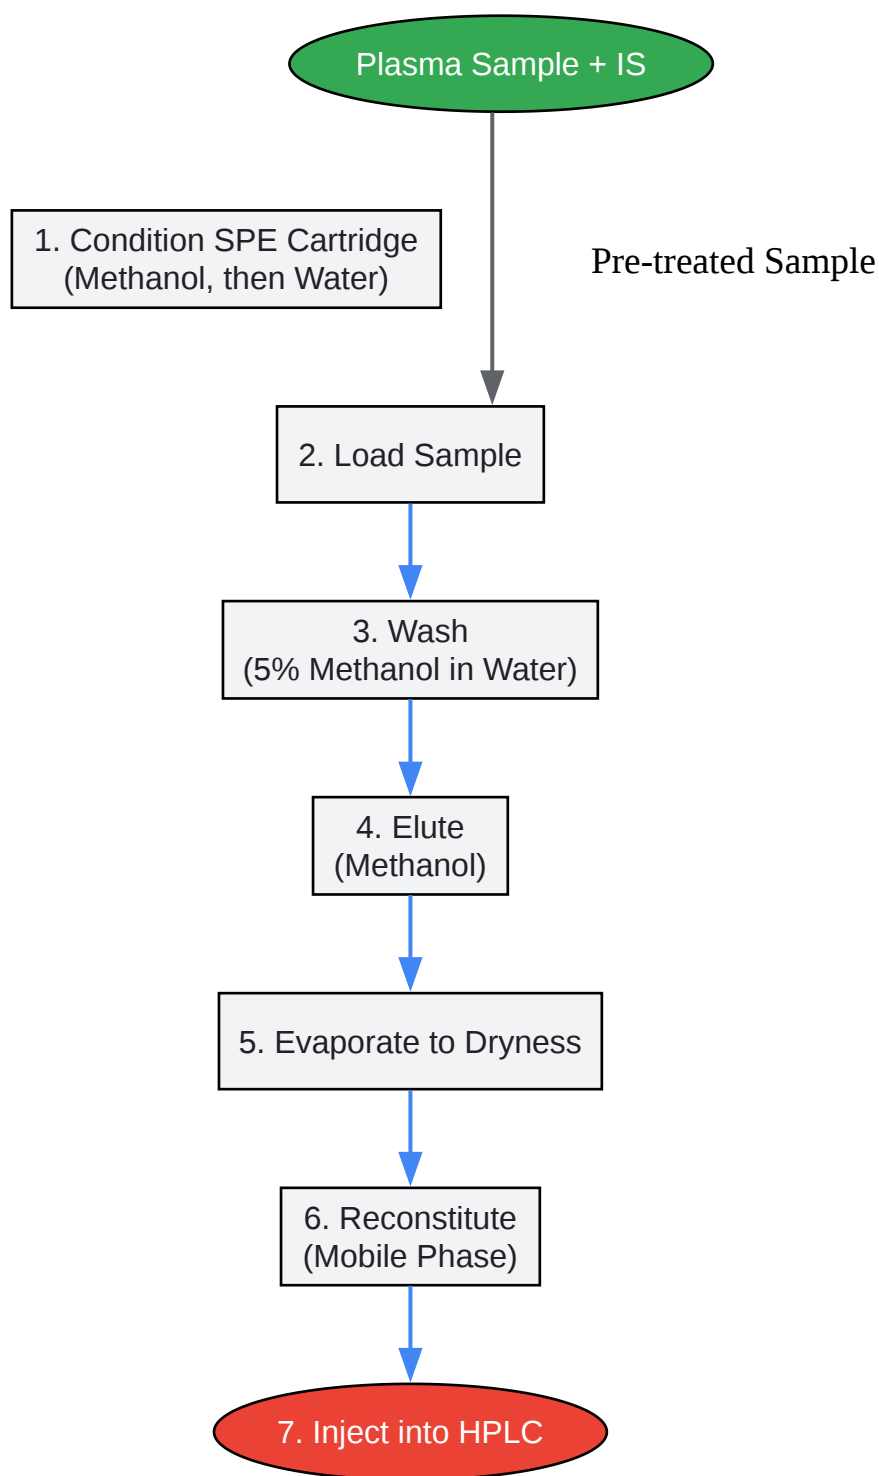 Plasma Sample + IS
1. Condition SPE Cartridge
(Methanol, then Water)
Pre-treated Sample
2. Load Sample
3. Wash
(5% Methanol in Water)
4. Elute
(Methanol)
5. Evaporate to Dryness
6. Reconstitute
(Mobile Phase)
7. Inject into HPLC